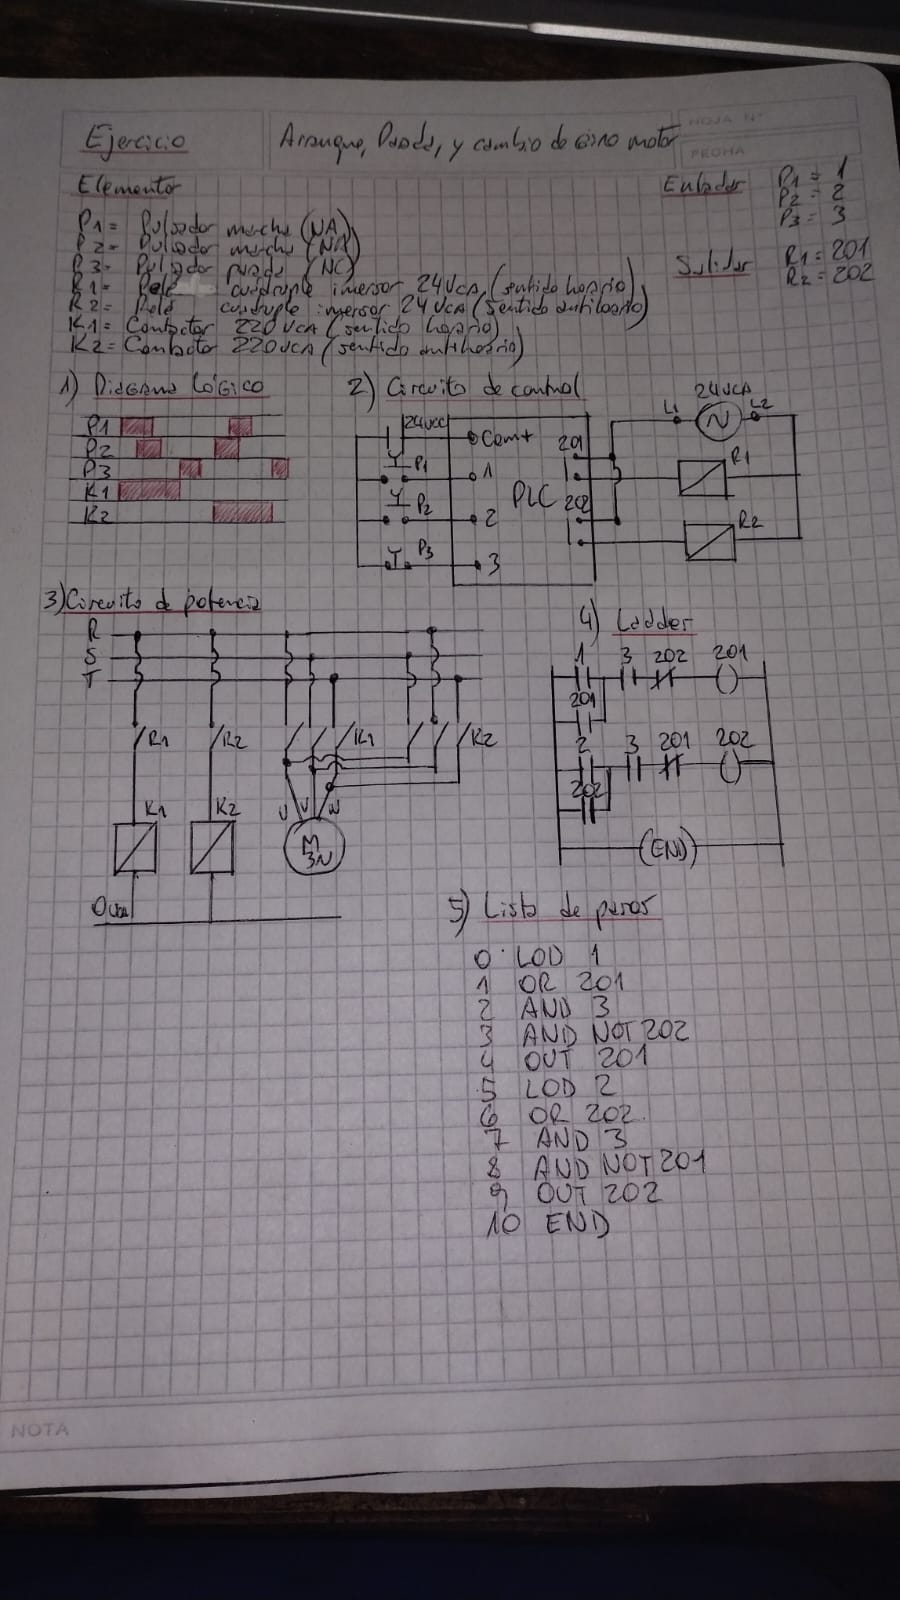 Ejercicio
Arranque, Parada, y cambio de giro motor
HOJA N°
FECHA
Elementos
P1= Pulsador marcha (NA)
P2= Pulsador marcha (NA)
P3= Pulsador parada (NC)
R1= Relé cuadruple inversor 24VCA (sentido horario)
R2= Relé cuadruple inversor 24VCA (sentido antihorario)
K1= Contactor 220VCA (sentido horario)
K2= Contactor 220VCA (sentido antihorario)
Entradas
P1 = 1
P2 = 2
P3 = 3
Salidas
R1=201
R2=202
1) Diagrama Lógico
P1
P2
P3
K1
K2
2) Circuito de control
24VCC
Com+
P1
1
P2
2
P3
3
PLC
201
202
24VCA
L1
N
L2
R1
R2
3) Circuito de potencia
R
S
T
R1
R2
K1
K2
K1
K2
U V W
M
3N
0VCA
4) Ladder
1 3 202 201
201
2 3 201 202
202
(END)
5) Lista de pasos
0 LOD 1
1 OR 201
2 AND 3
3 AND NOT 202
4 OUT 201
5 LOD 2
6 OR 202
7 AND 3
8 AND NOT 201
9 OUT 202
10 END
NOTA